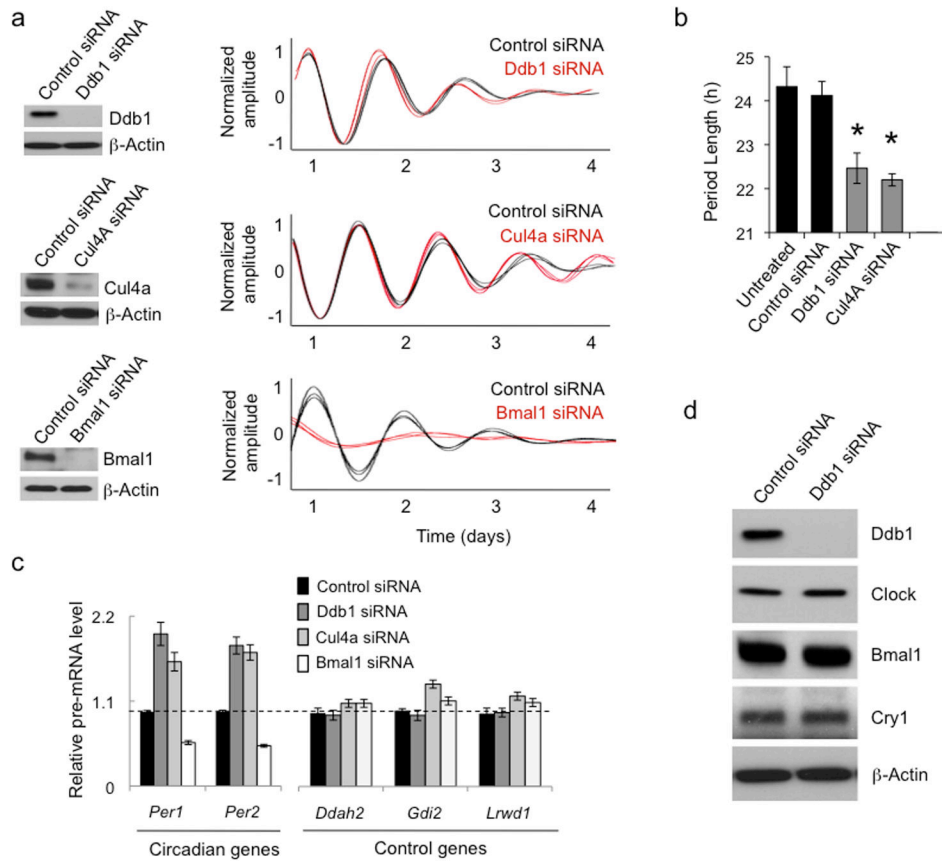 a
Control siRNA
Ddb1 siRNA
Ddb1
β-Actin
Normalized
amplitude
1
0
-1
Control siRNA
Ddb1 siRNA
1 2 3 4
Control siRNA
Cul4A siRNA
Cul4a
β-Actin
Normalized
amplitude
1
0
-1
Control siRNA
Cul4a siRNA
1 2 3 4
Control siRNA
Bmal1 siRNA
Bmal1
β-Actin
Normalized
amplitude
1
0
-1
Control siRNA
Bmal1 siRNA
1 2 3 4
Time (days)
b
Period Length (h)
25
24
23
22
21
* *
Untreated
Control siRNA
Ddb1 siRNA
Cul4A siRNA
c
Relative pre-mRNA level
2.2
1.1
0
Control siRNA
Ddb1 siRNA
Cul4a siRNA
Bmal1 siRNA
Per1 Per2 Ddah2 Gdi2 Lrwd1
Circadian genes Control genes
d
Control siRNA
Ddb1 siRNA
Ddb1
Clock
Bmal1
Cry1
β-Actin